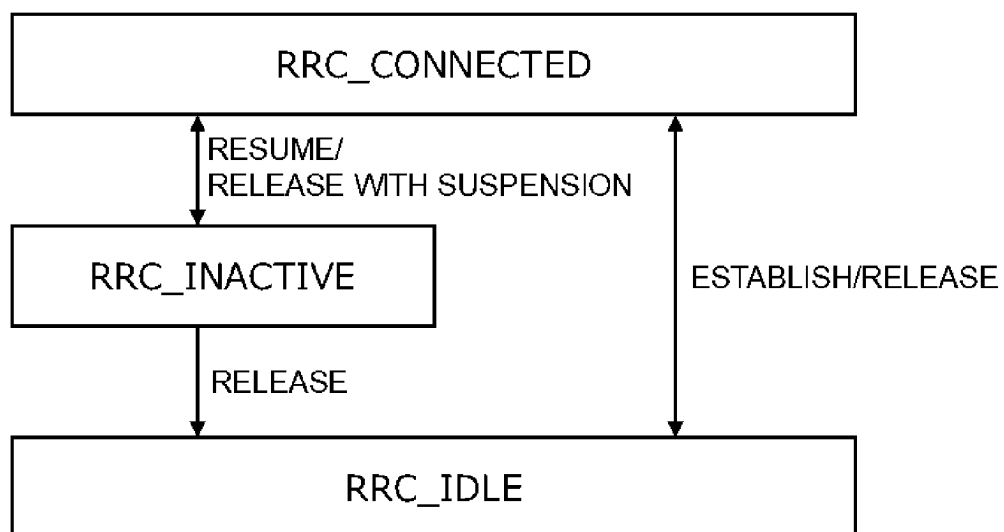 RRC_CONNECTED
RESUME/
RELEASE WITH SUSPENSION
RRC_INACTIVE
ESTABLISH/RELEASE
RELEASE
RRC_IDLE